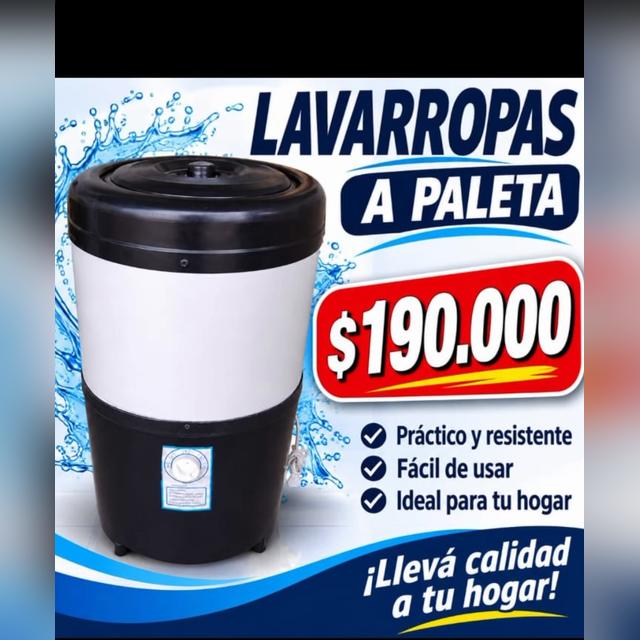 LAVARROPAS
A PALETA
$190.000
Práctico y resistente
Fácil de usar
Ideal para tu hogar
¡Llevá calidad
a tu hogar!